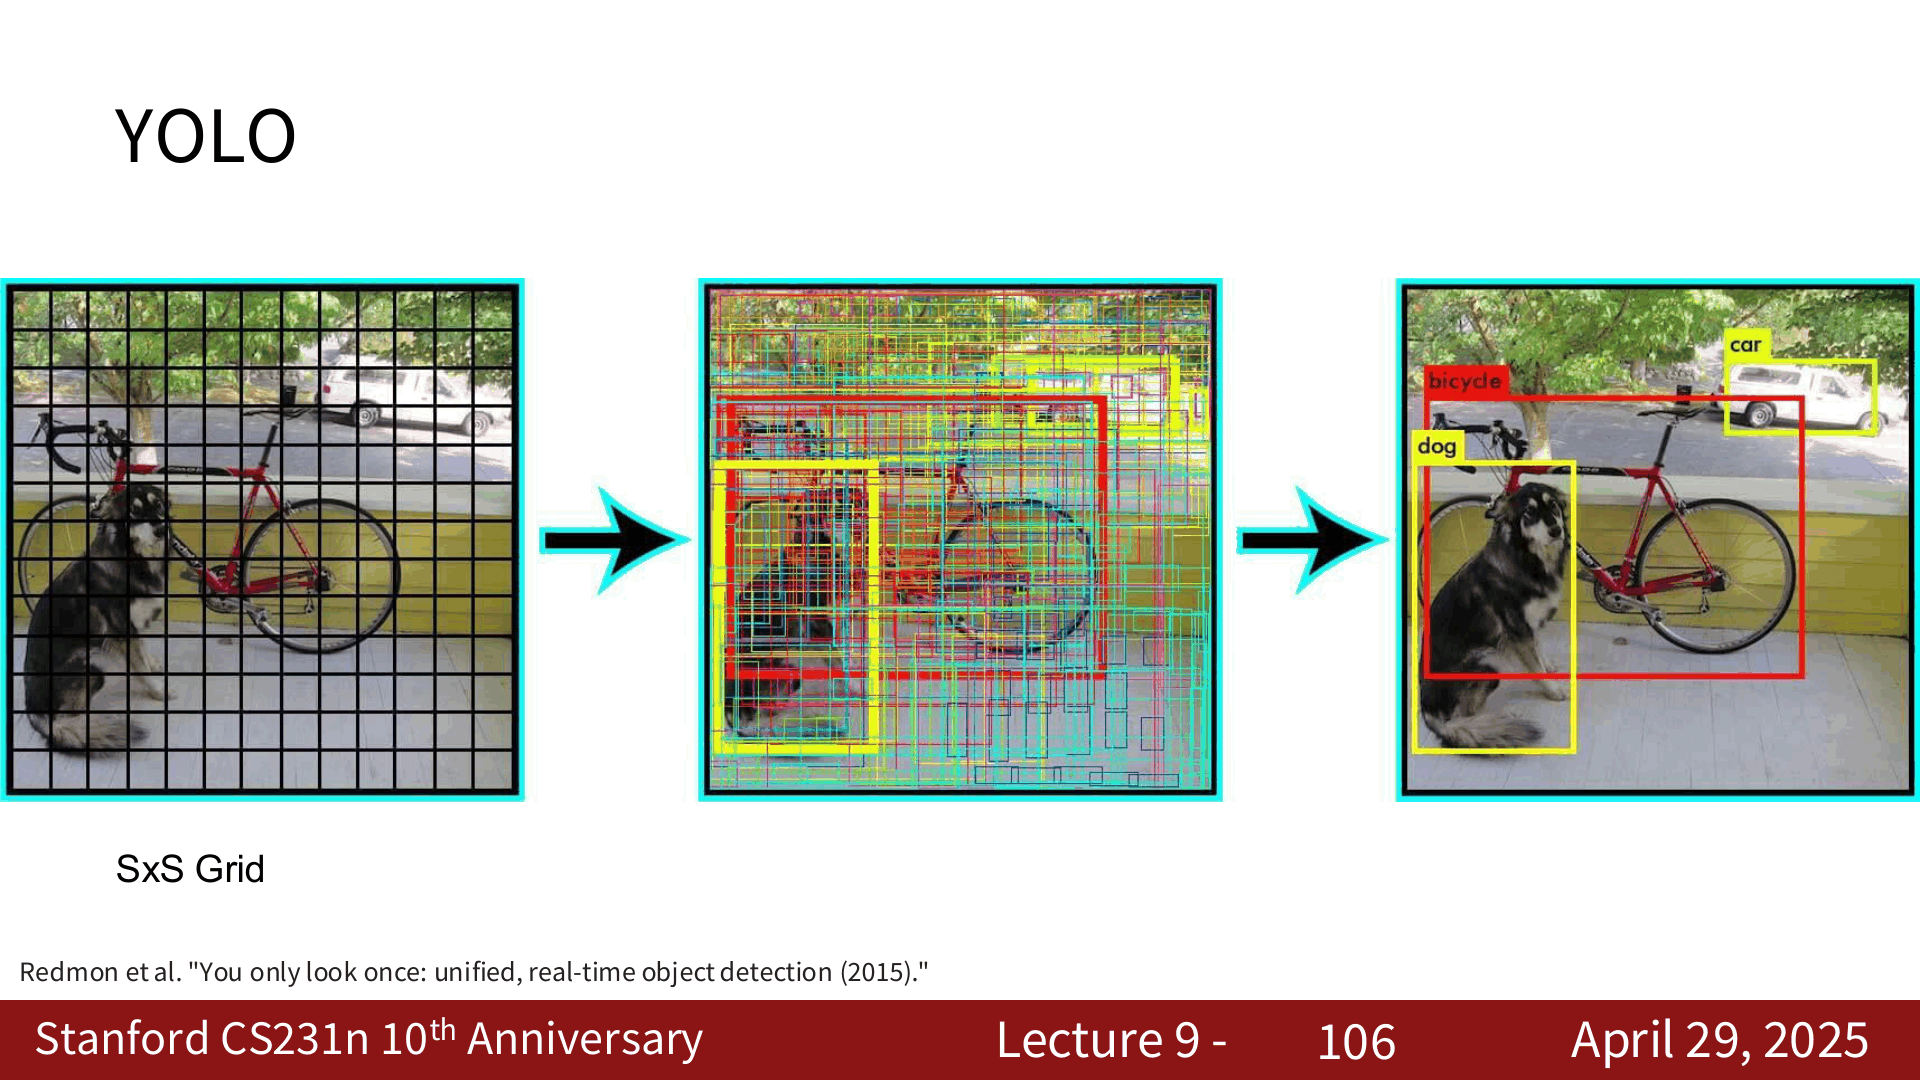 YOLO
car
bicycle
dog
SxS Grid
Redmon et al. "You only look once: unified, real-time object detection (2015)."
Stanford CS231n 10th Anniversary
Lecture 9 -
106
April 29, 2025